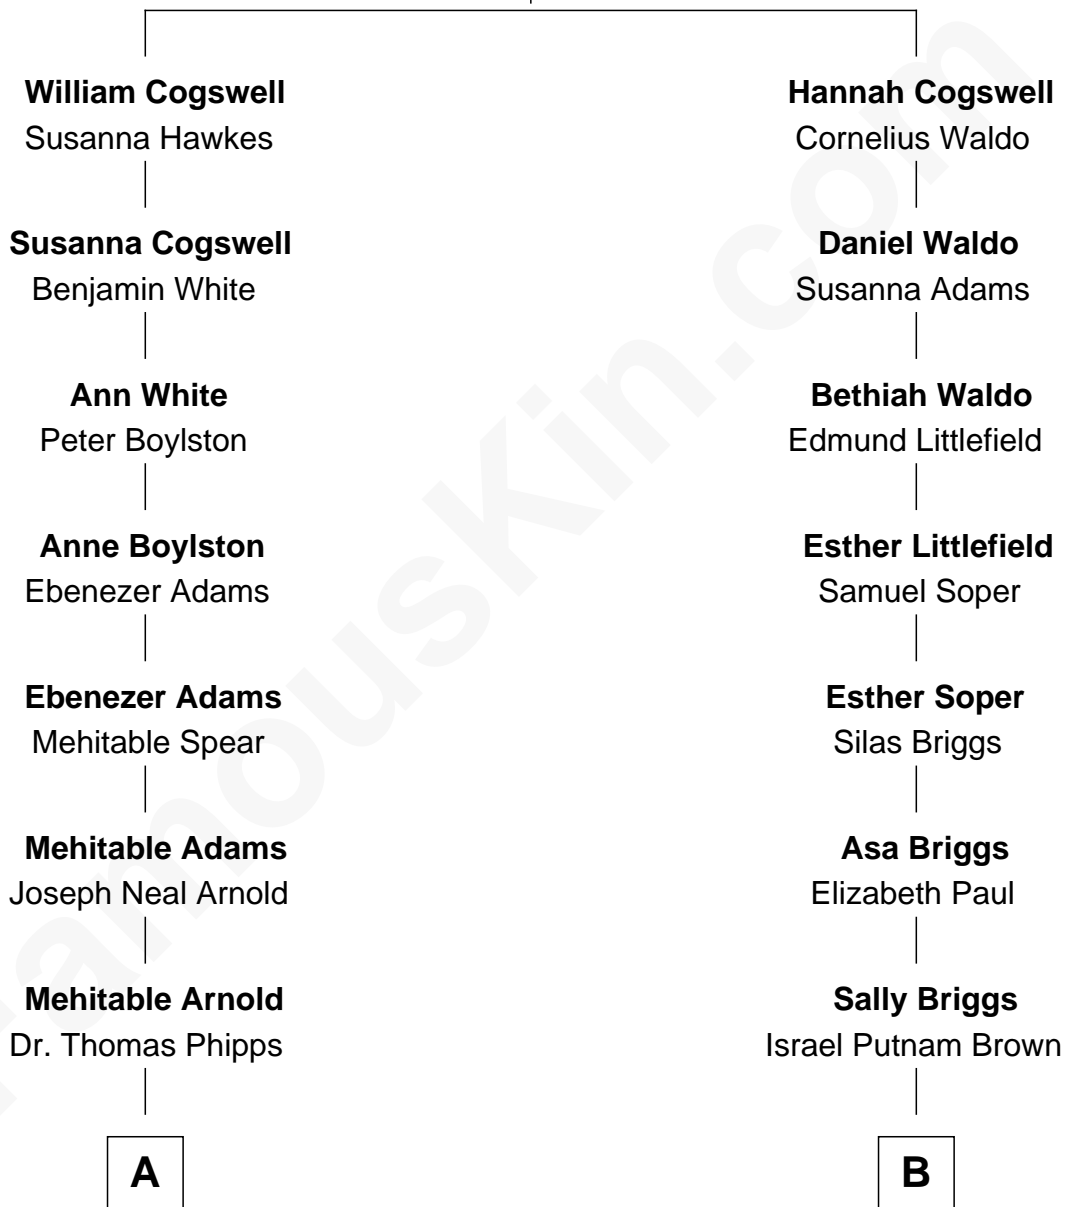 William Cogswell
Susanna Hawkes
Hannah Cogswell
Cornelius Waldo
Susanna Cogswell
Benjamin White
Daniel Waldo
Susanna Adams
Ann White
Peter Boylston
Bethiah Waldo
Edmund Littlefield
Anne Boylston
Ebenezer Adams
Esther Littlefield
Samuel Soper
Ebenezer Adams
Mehitable Spear
Esther Soper
Silas Briggs
Mehitable Adams
Joseph Neal Arnold
Asa Briggs
Elizabeth Paul
Mehitable Arnold
Dr. Thomas Phipps
Sally Briggs
Israel Putnam Brown
A
B
FamousKin.com